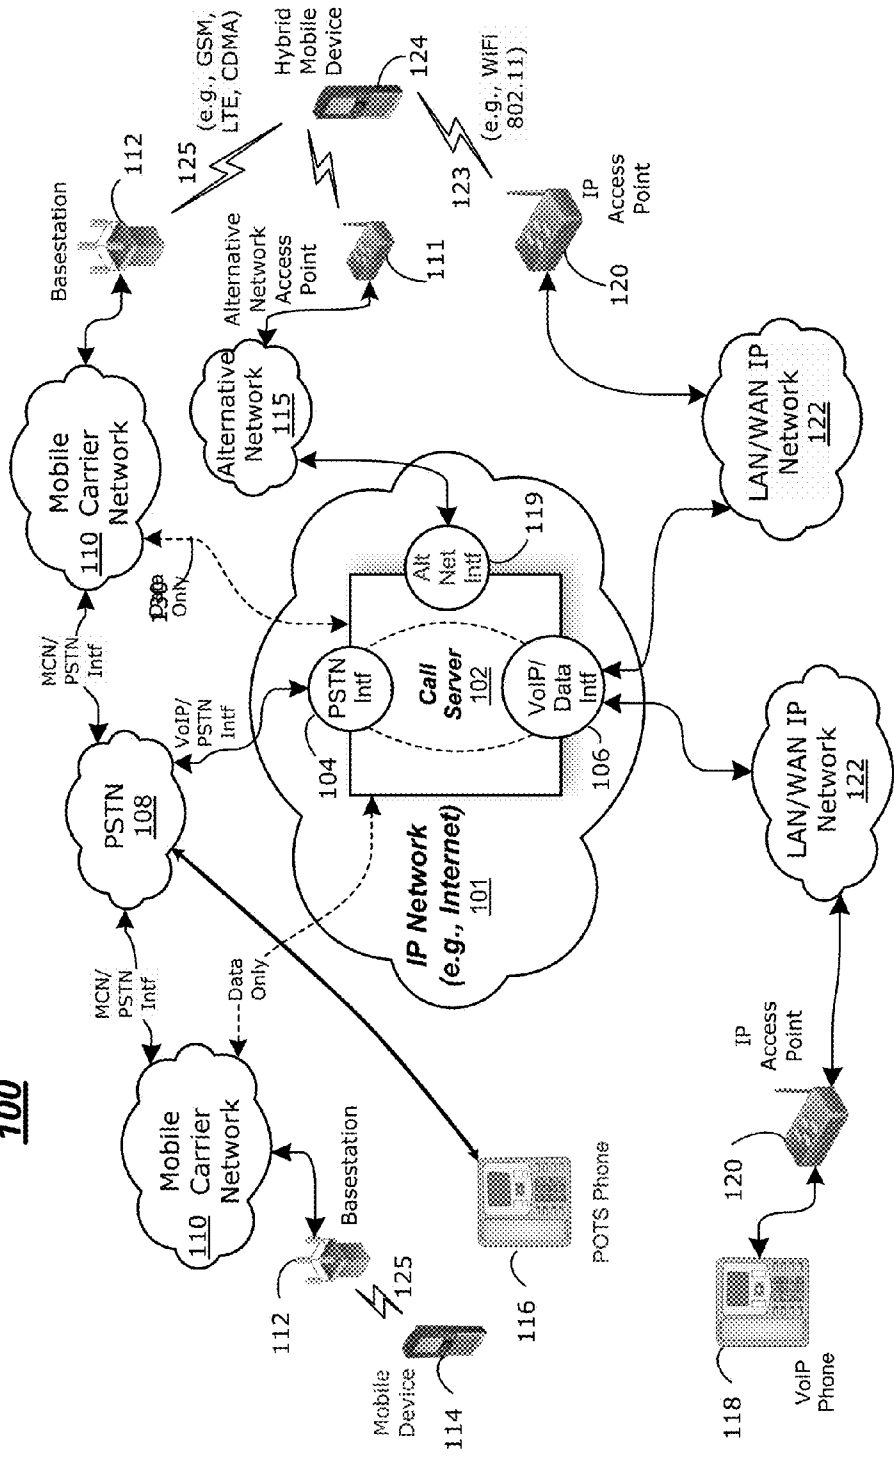 100
Mobile
Carrier
Network
110
MCN/
PSTN
Intf
PSTN
108
MCN/
PSTN
Intf
Mobile
Carrier
Network
110
Basestation
112
125
(e.g., GSM,
LTE, CDMA)
Hybrid
Mobile
Device
124
112
Basestation
125
Mobile
Device
114
Data
Only
VoIP/
PSTN
Intf
Only
Alternative
Network
115
Alternative Network
Access
Point
111
116
POTS Phone
IP Network
(e.g., Internet)
101
104
PSTN
Intf
Call
Server
102
Alt
Net
Intf
119
VoIP/
Data
Intf
106
123
(e.g., WiFi
802.11)
IP
Access
Point
120
118
VoIP
Phone
120
IP
Access
Point
LAN/WAN IP
Network
122
LAN/WAN IP
Network
122